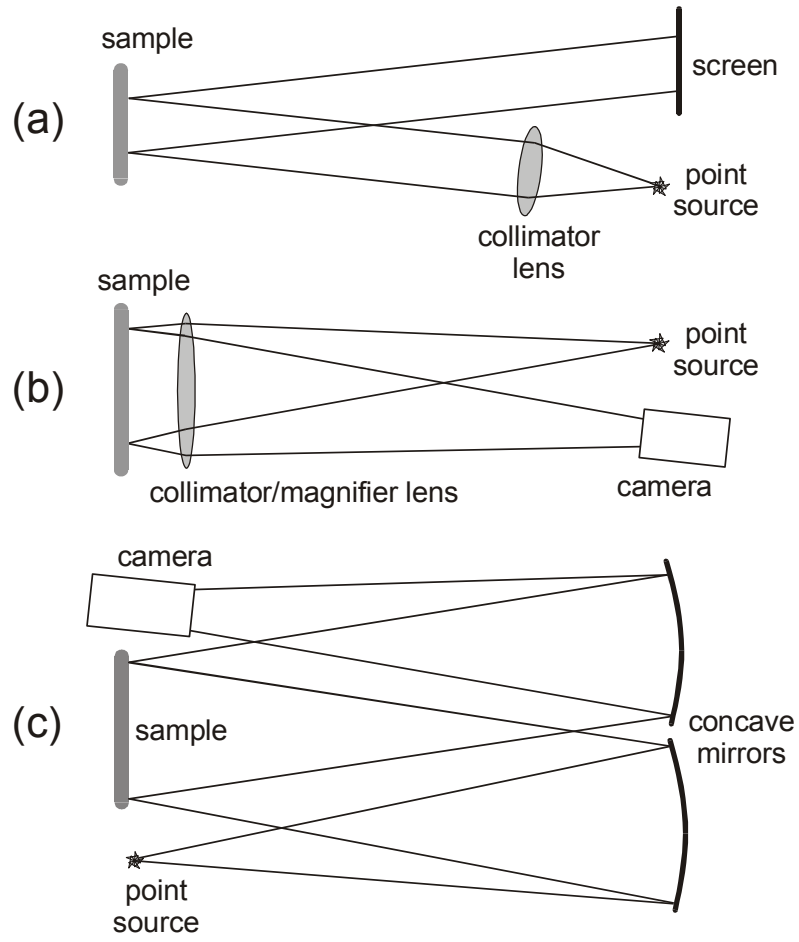 sample
(a)
screen
point
source
collimator
lens
sample
(b)
point
source
collimator/magnifier lens
camera
camera
(c)
sample
concave
mirrors
point
source